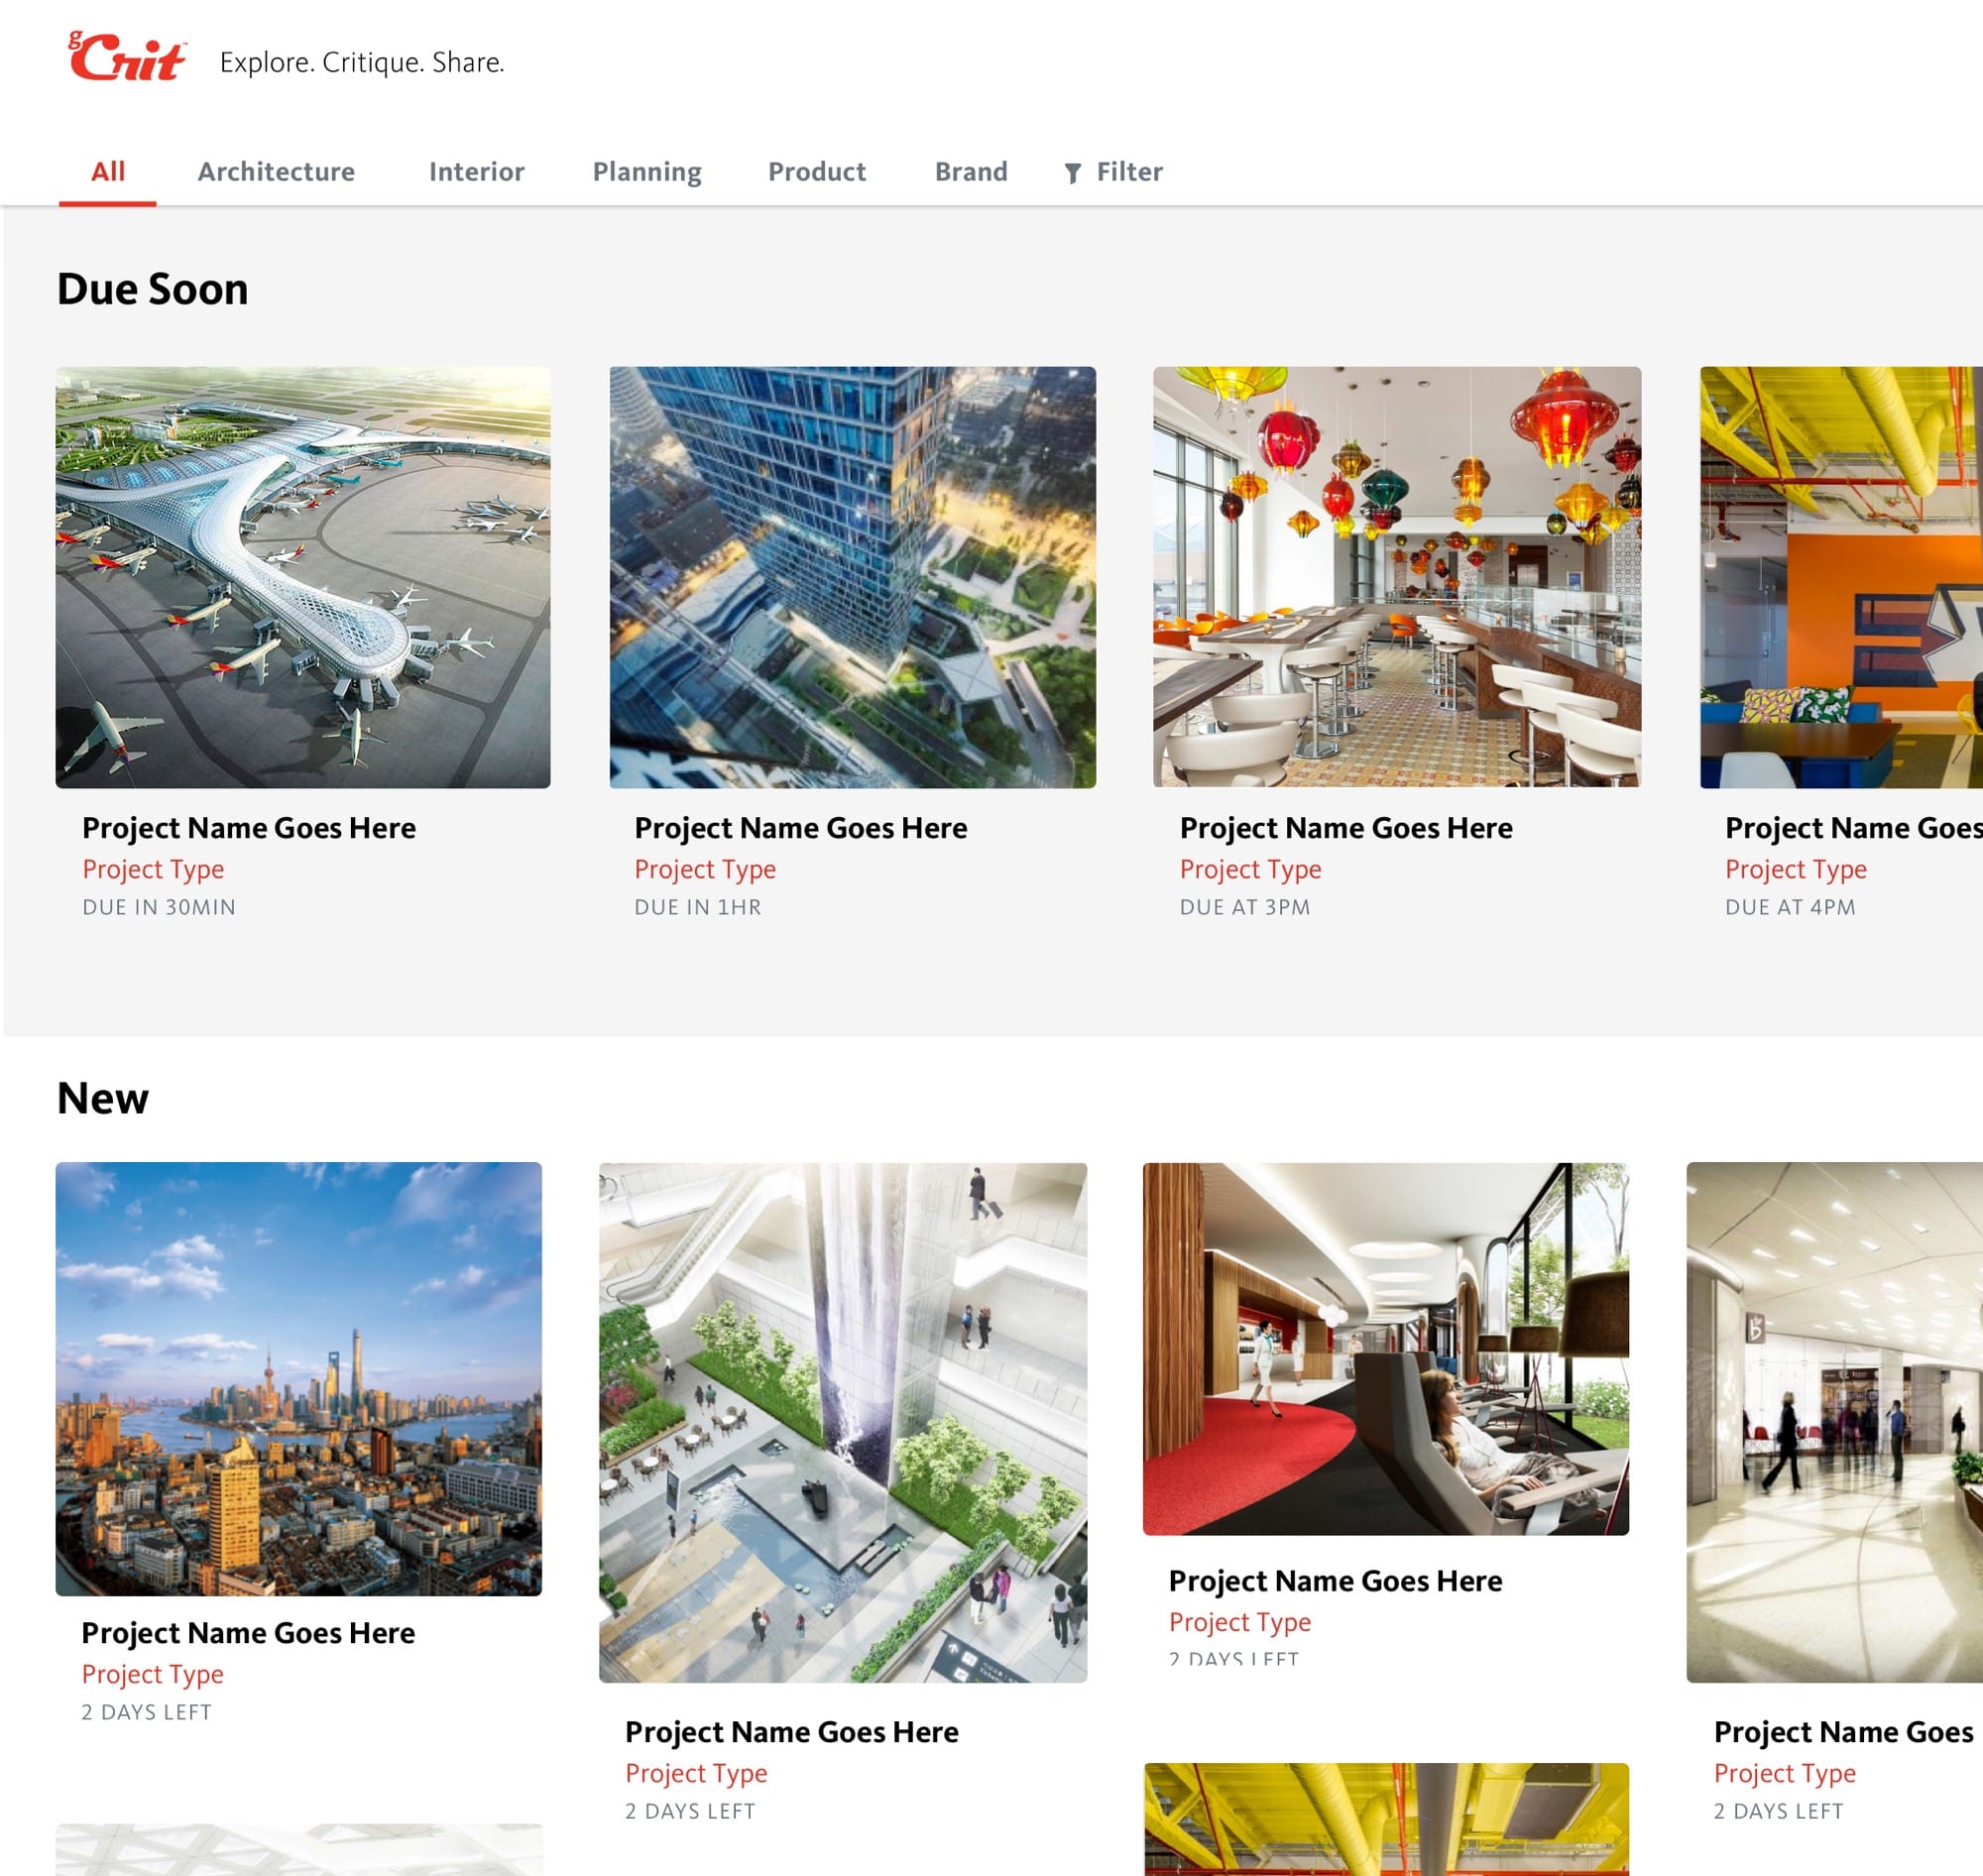 gCrit™ Explore. Critique. Share.
All Architecture Interior Planning Product Brand Filter
Due Soon
Project Name Goes Here
Project Type
DUE IN 30MIN
Project Name Goes Here
Project Type
DUE IN 1HR
Project Name Goes Here
Project Type
DUE AT 3PM
Project Name Goes
Project Type
DUE AT 4PM
New
Project Name Goes Here
Project Type
2 DAYS LEFT
Project Name Goes Here
Project Type
2 DAYS LEFT
Project Name Goes Here
Project Type
2 DAYS LEFT
b
Project Name Goes
Project Type
2 DAYS LEFT